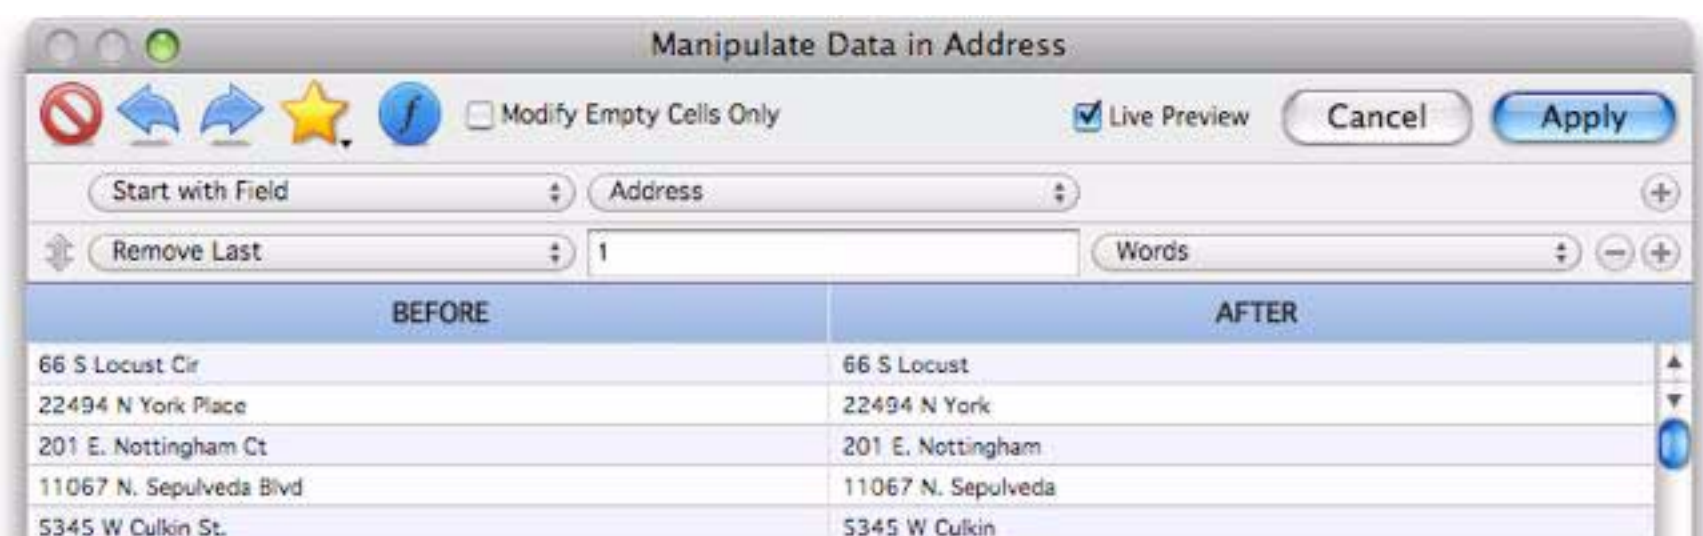 Manipulate Data in Address
f Modify Empty Cells Only Live Preview Cancel Apply
Start with Field Address
Remove Last 1 Words
BEFORE AFTER
66 S Locust Cir 66 S Locust
22494 N York Place 22494 N York
201 E. Nottingham Ct 201 E. Nottingham
11067 N. Sepulveda Blvd 11067 N. Sepulveda
5345 W Culkin St. 5345 W Culkin